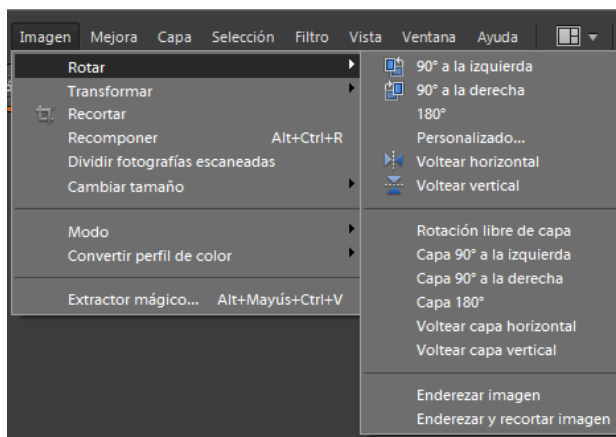 Imagen Mejora Capa Selección Filtro Vista Ventana Ayuda
Rotar
Transformar
Recortar
Recomponer Alt+Ctrl+R
Dividir fotografías escaneadas
Cambiar tamaño
Modo
Convertir perfil de color
Extractor mágico... Alt+Mayús+Ctrl+V
90° a la izquierda
90° a la derecha
180°
Personalizado...
Voltear horizontal
Voltear vertical
Rotación libre de capa
Capa 90° a la izquierda
Capa 90° a la derecha
Capa 180°
Voltear capa horizontal
Voltear capa vertical
Enderezar imagen
Enderezar y recortar imagen